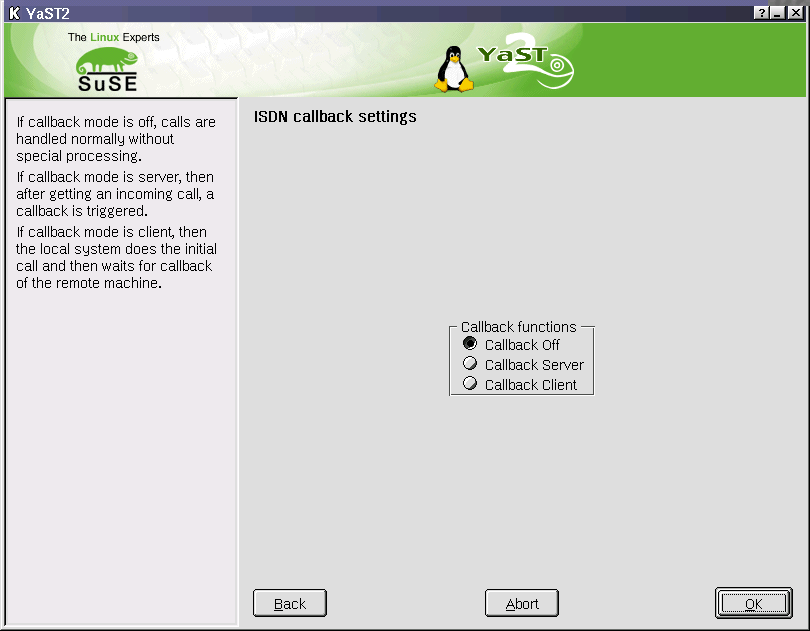 K YaST2
The Linux Experts
SuSE
YaST 2
If callback mode is off, calls are
handled normally without
special processing.
If callback mode is server, then
after getting an incoming call, a
callback is triggered.
If callback mode is client, then
the local system does the initial
call and then waits for callback
of the remote machine.
ISDN callback settings
Callback functions
Callback Off
Callback Server
Callback Client
Back
Abort
OK